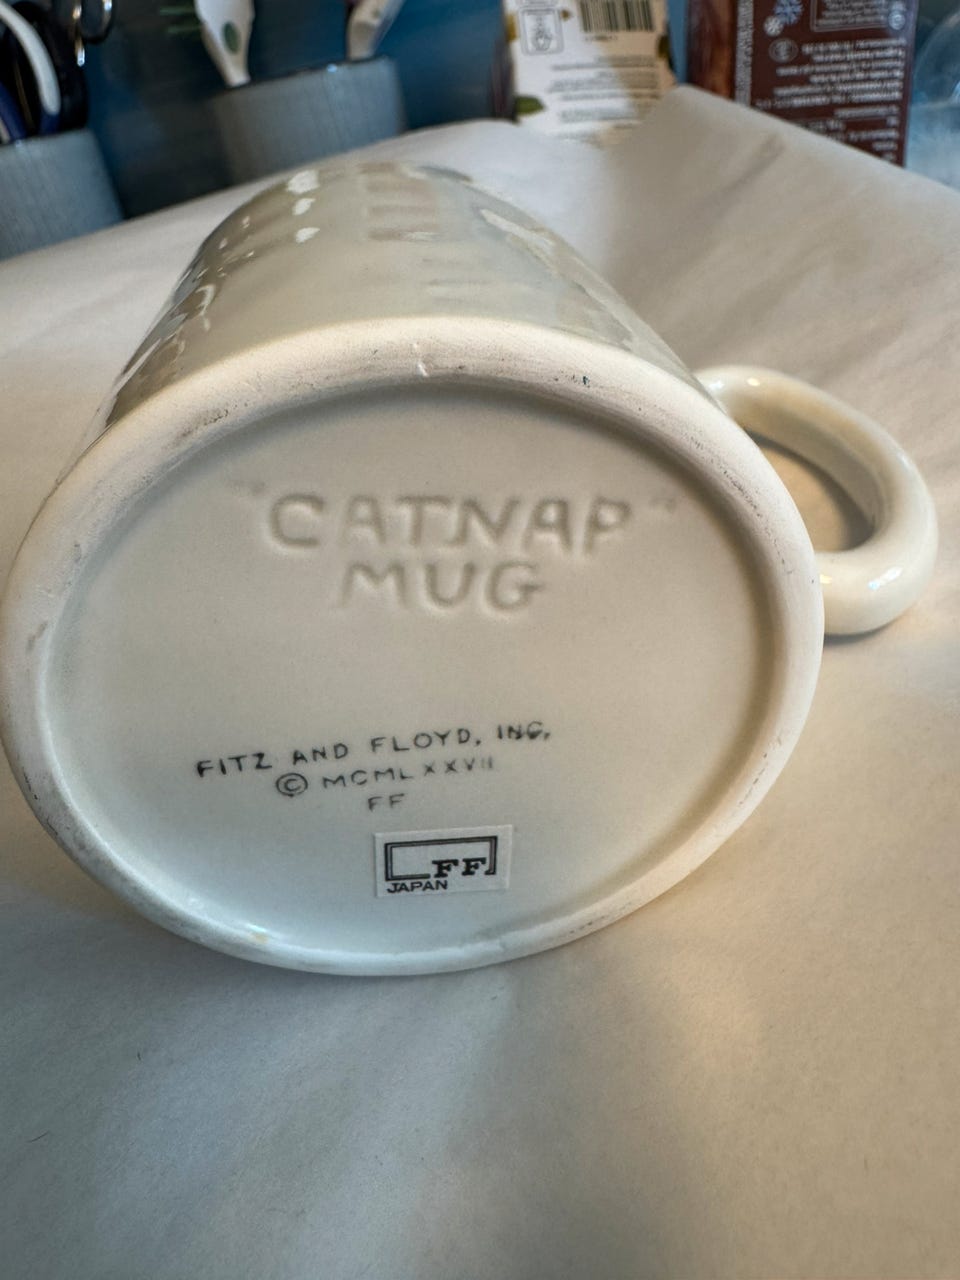 "CATNAP"
MUG
FITZ AND FLOYD, INC.
© MCMLXXVII
FF
FF
JAPAN